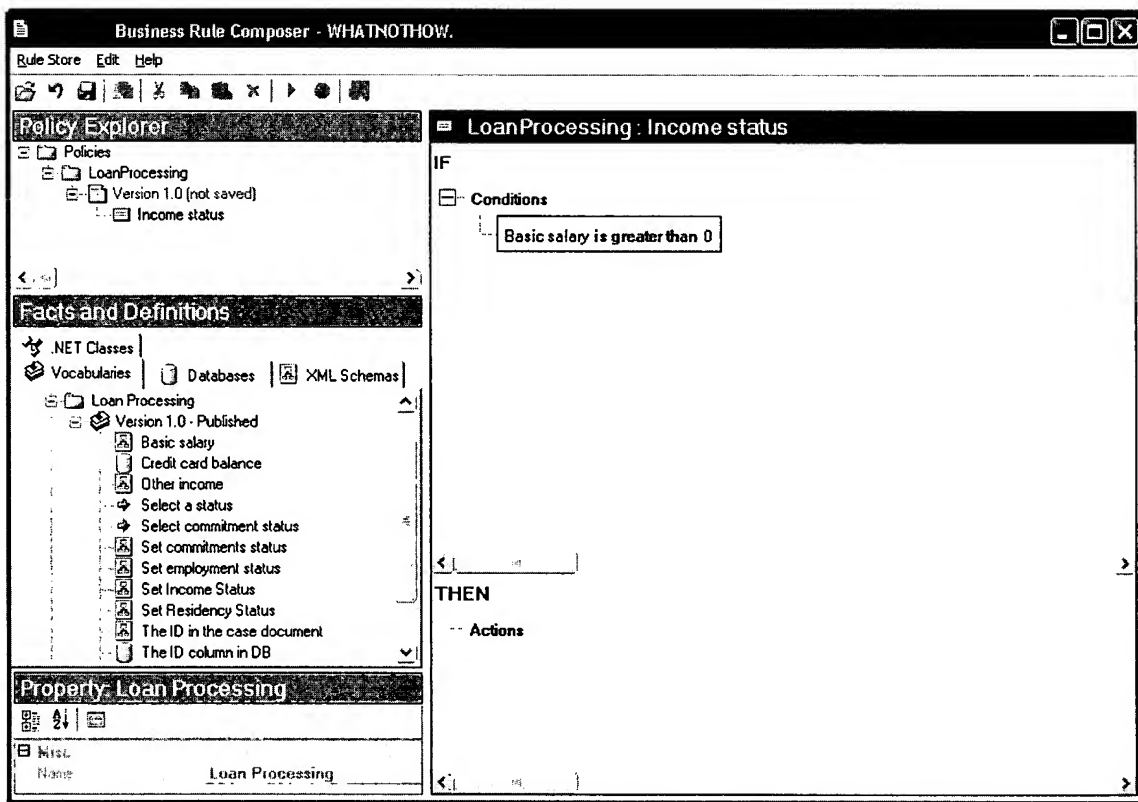 Business Rule Composer - WHATNOTHOW.
Rule Store Edit Help
Policy Explorer
Policies
LoanProcessing
Version 1.0 (not saved)
Income status
Facts and Definitions
.NET Classes
Vocabularies Databases XML Schemas
Loan Processing
Version 1.0 - Published
Basic salary
Credit card balance
Other income
Select a status
Select commitment status
Set commitments status
Set employment status
Set Income Status
Set Residency Status
The ID in the case document
The ID column in DB
Property: Loan Processing
Misc.
Name Loan Processing
LoanProcessing : Income status
IF
Conditions
Basic salary is greater than 0
THEN
Actions